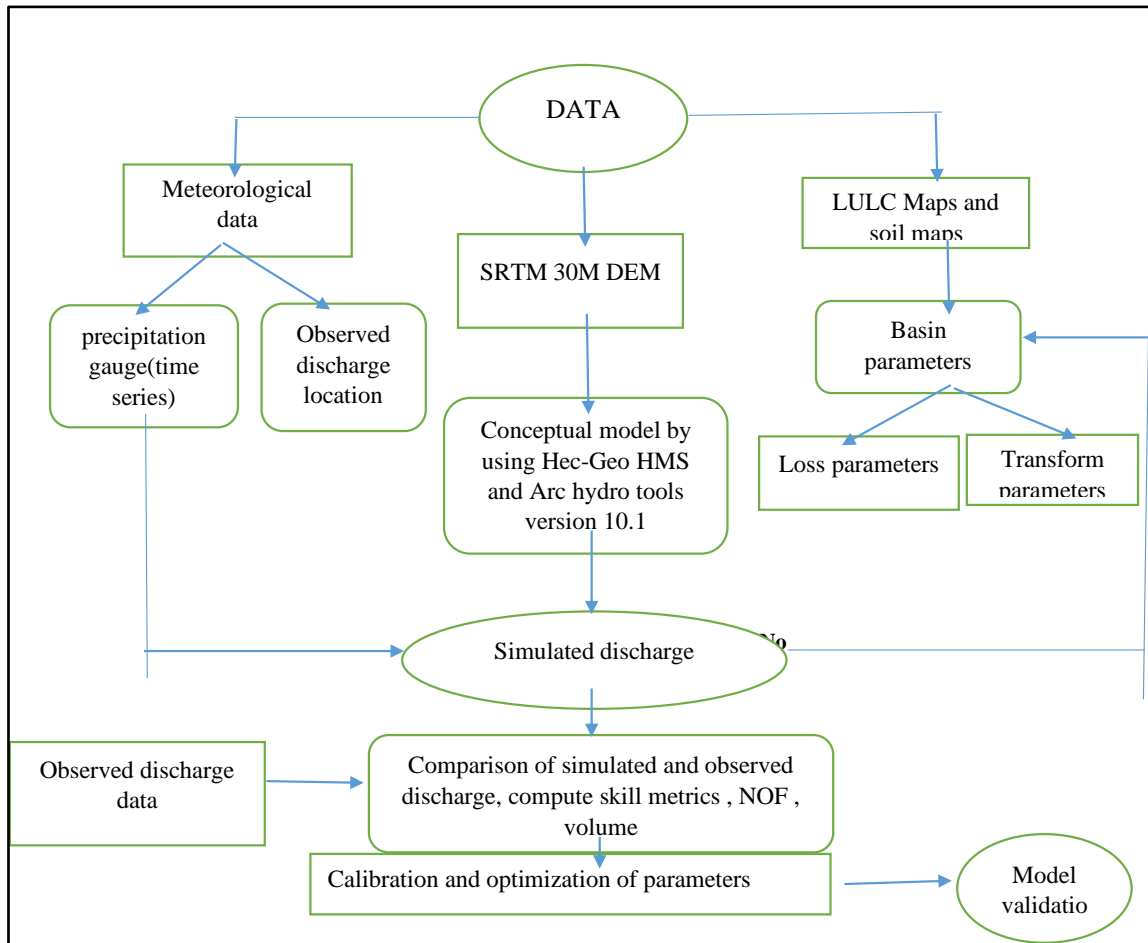 DATA
Meteorological
data
LULC Maps and
soil maps
SRTM 30M DEM
precipitation
gauge(time
series)
Observed
discharge
location
Basin
parameters
Conceptual model by
using Hec-Geo HMS
and Arc hydro tools
version 10.1
Loss parameters
Transform
parameters
No
Simulated discharge
Observed discharge
data
Comparison of simulated and observed
discharge, compute skill metrics , NOF ,
volume
Calibration and optimization of parameters
Model
validatio